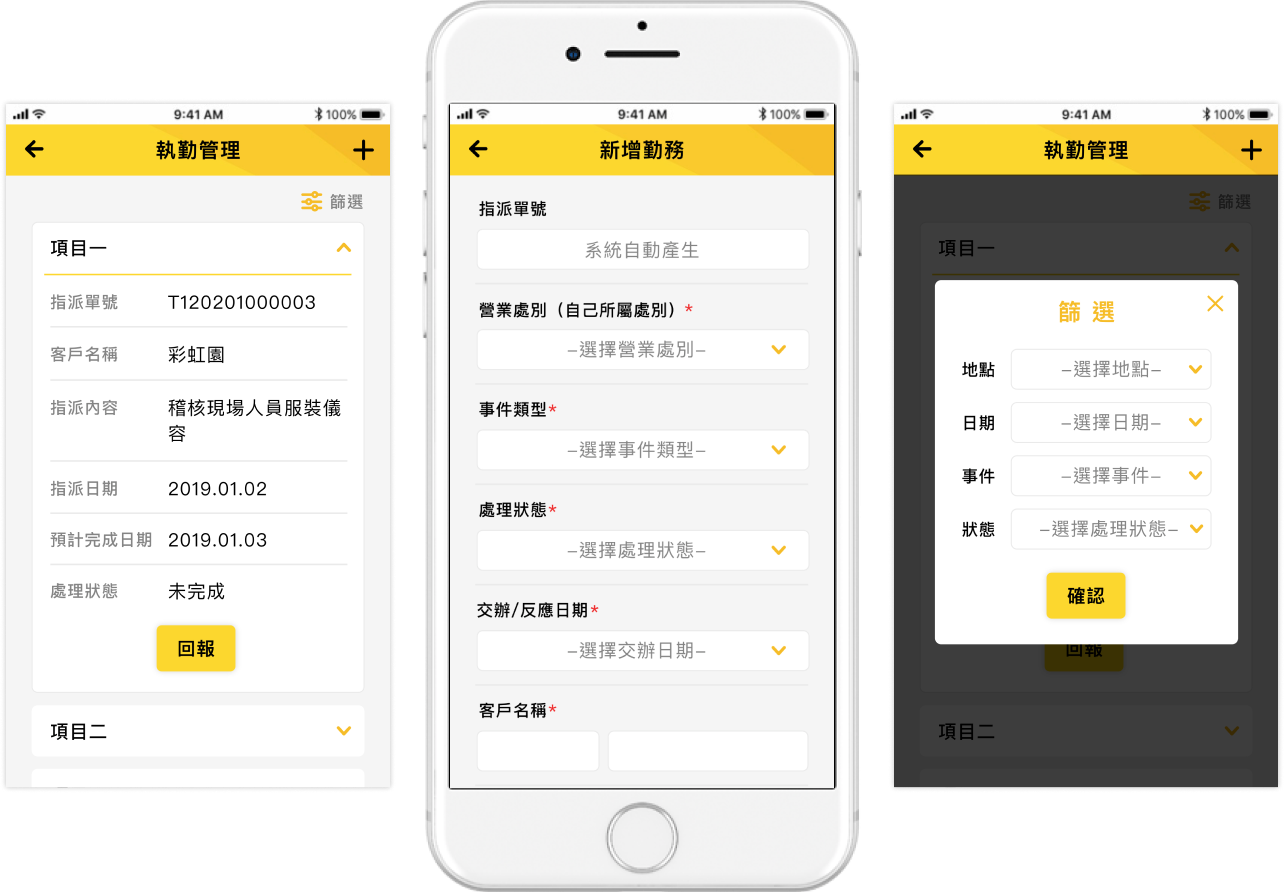 9:41 AM
100%
執勤管理
篩選
項目一
指派單號 T120201000003
客戶名稱 彩虹園
指派內容 稽核現場人員服裝儀
容
指派日期 2019.01.02
預計完成日期 2019.01.03
處理狀態 未完成
回報
項目二
9:41 AM
100%
新增勤務
指派單號
系統自動產生
營業處別（自己所屬處別）*
–選擇營業處別–
事件類型*
–選擇事件類型–
處理狀態*
–選擇處理狀態–
交辦/反應日期*
–選擇交辦日期–
客戶名稱*
9:41 AM
100%
執勤管理
篩選
項目一
篩 選
地點 –選擇地點–
日期 –選擇日期–
事件 –選擇事件–
狀態 –選擇處理狀態–
確認
回報
項目二